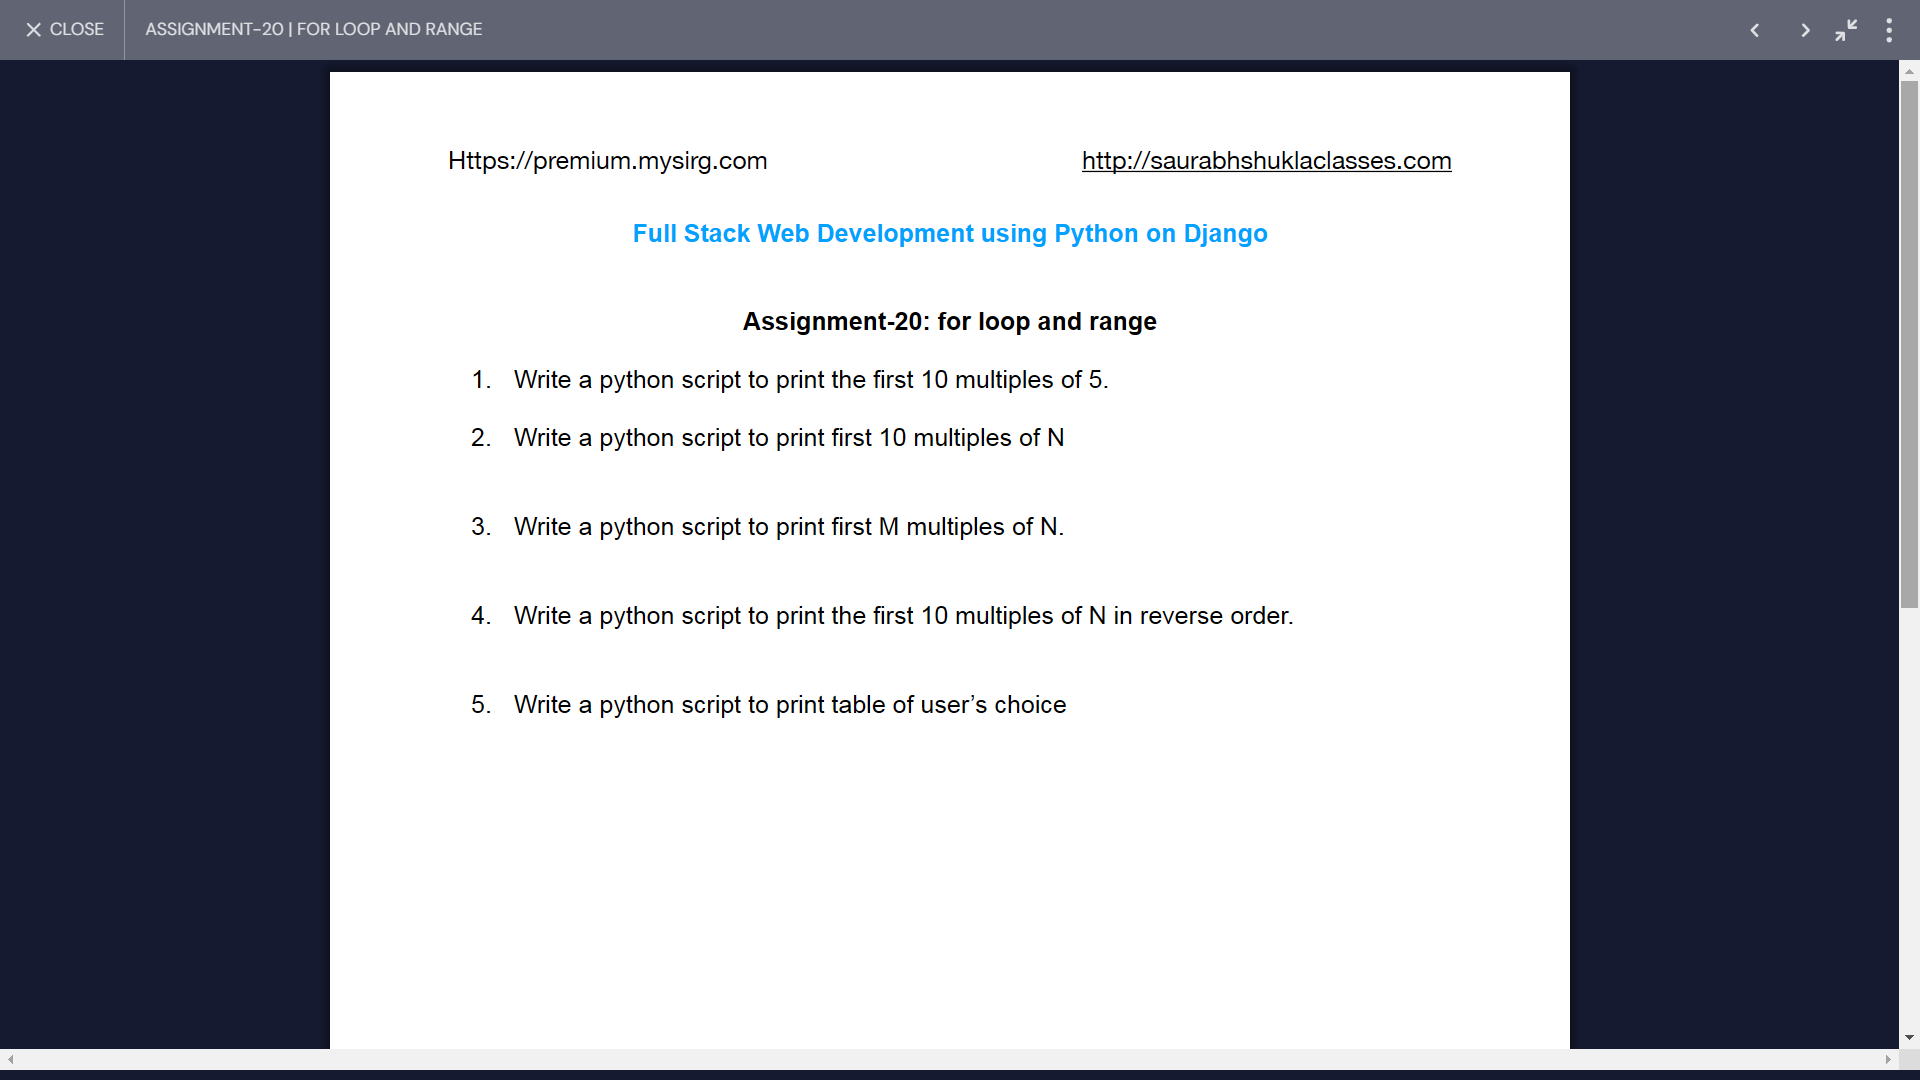 CLOSE
ASSIGNMENT-20 | FOR LOOP AND RANGE
Https://premium.mysirg.com
http://saurabhshuklaclasses.com
Full Stack Web Development using Python on Django
Assignment-20: for loop and range
1. Write a python script to print the first 10 multiples of 5.
2. Write a python script to print first 10 multiples of N
3. Write a python script to print first M multiples of N.
4. Write a python script to print the first 10 multiples of N in reverse order.
5. Write a python script to print table of user’s choice